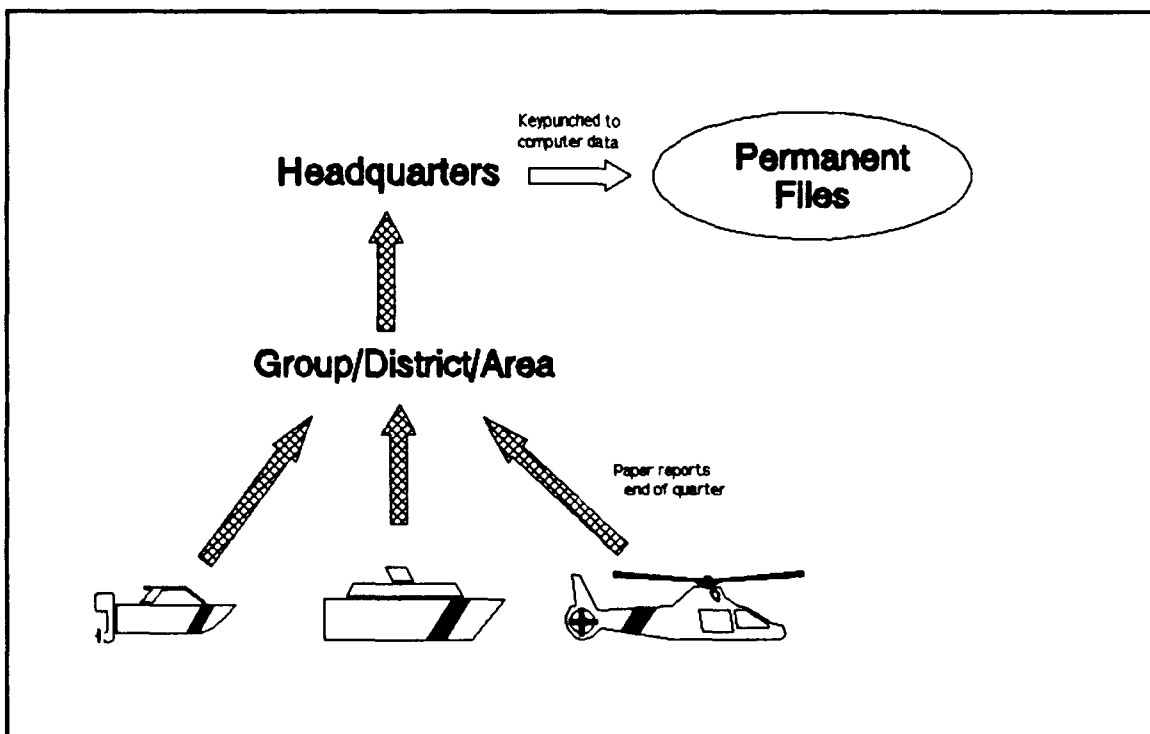 Keypunched to
computer data
Headquarters
Permanent
Files
Group/District/Area
Paper reports
end of quarter